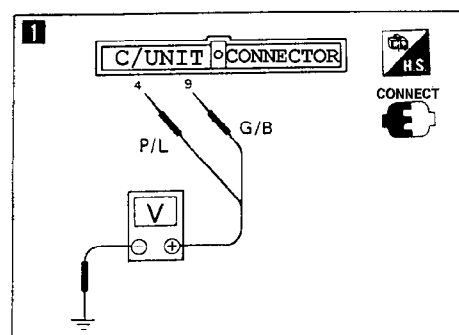 1
C/UNIT CONNECTOR
H.S.
CONNECT
4 9
P/L G/B
V